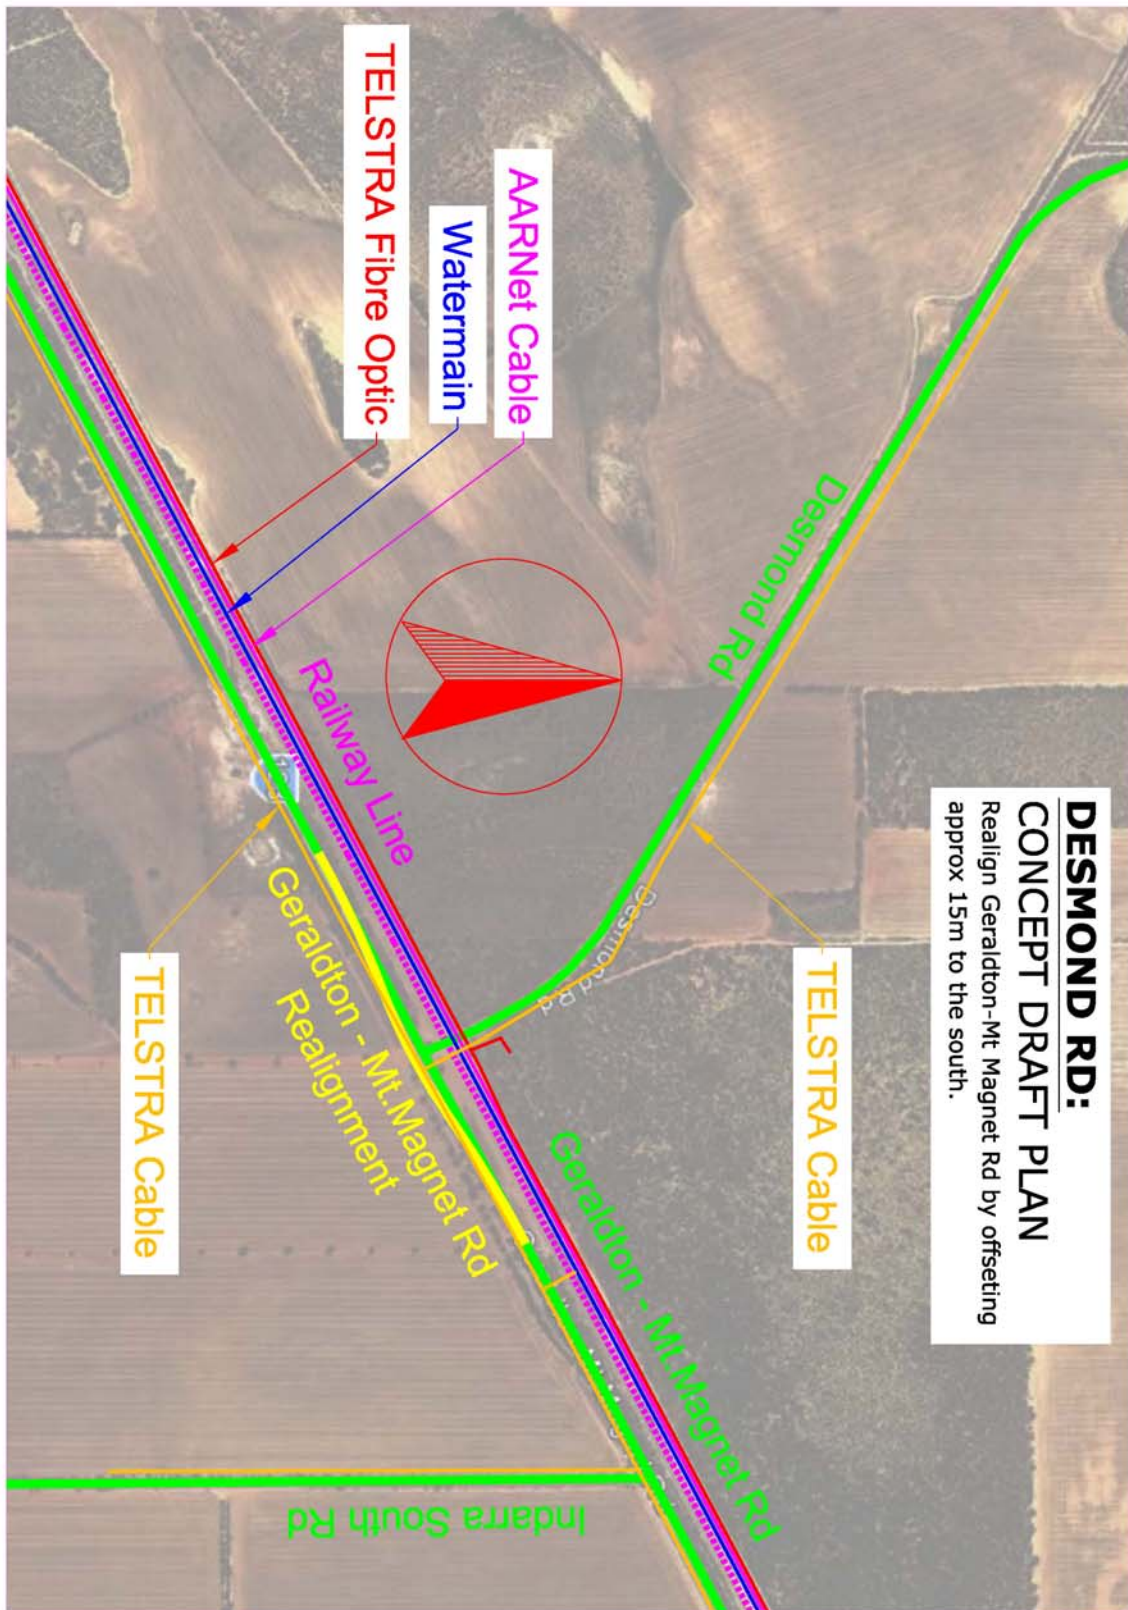 DESMOND RD:
CONCEPT DRAFT PLAN
Realign Geraldton-Mt Magnet Rd by offseting
approx 15m to the south.
Desmond Rd
Desmond Rd
TELSTRA Cable
AARNet Cable
Watermain
TELSTRA Fibre Optic
Railway Line
Geraldton - Mt.Magnet Rd
Geraldton - Mt.Magnet Rd
Realignment
TELSTRA Cable
Indarra South Rd